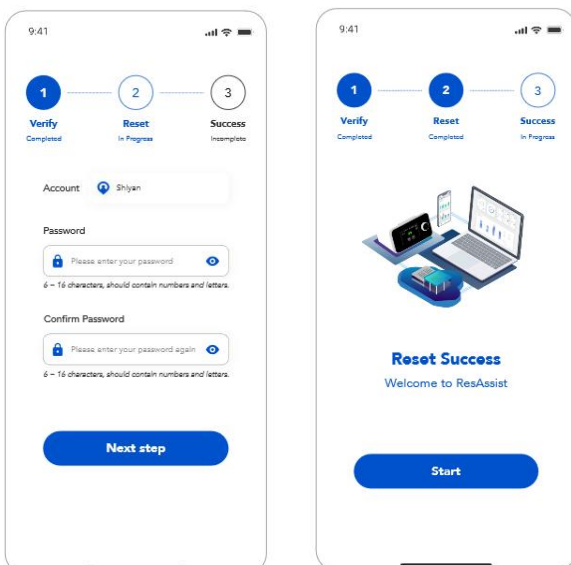 9:41
1
2
3
Verify
Reset
Success
Completed
In Progress
Incomplete
Account
Shiyan
Password
Please enter your password
6 – 16 characters, should contain numbers and letters.
Confirm Password
Please enter your password again
6 – 16 characters, should contain numbers and letters.
Next step
9:41
1
2
3
Verify
Reset
Success
Completed
Completed
In Progress
Reset Success
Welcome to ResAssist
Start